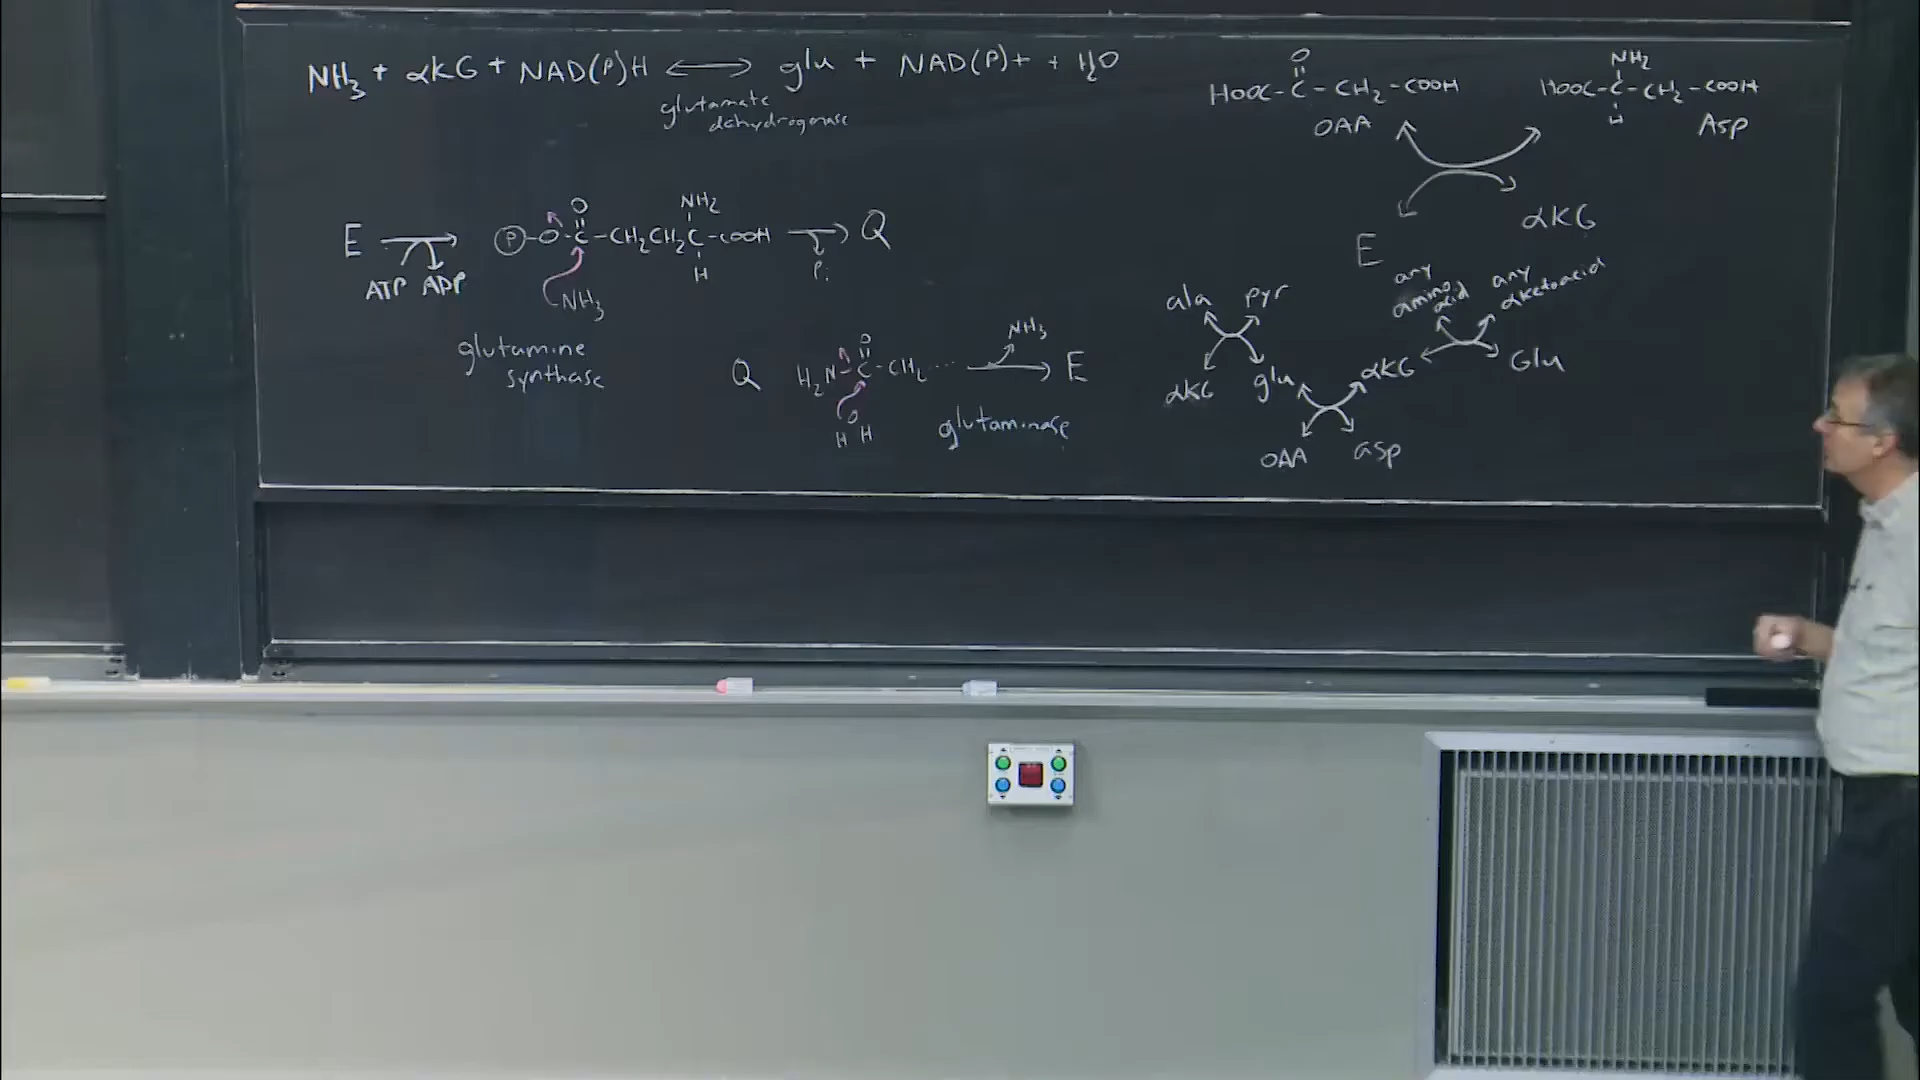 NH3 + αKG + NAD(P)H ⟷ glu + NAD(P)+ + H2O
glutamate
dehydrogenase
E
ATP ADP
O
NH2
P-O-C-CH2CH2C-COOH
H
Q
Pi
NH3
glutamine
synthase
Q
O
H2N-C-CH2 ...
O
H H
NH3
E
glutaminase
O
HOOC-C-CH2-COOH
OAA
NH2
HOOC-C-CH2-COOH
H
Asp
E
αKG
ala pyr
αKG glu
αKG
OAA asp
any
amino
acid
any
αketoacid
Glu